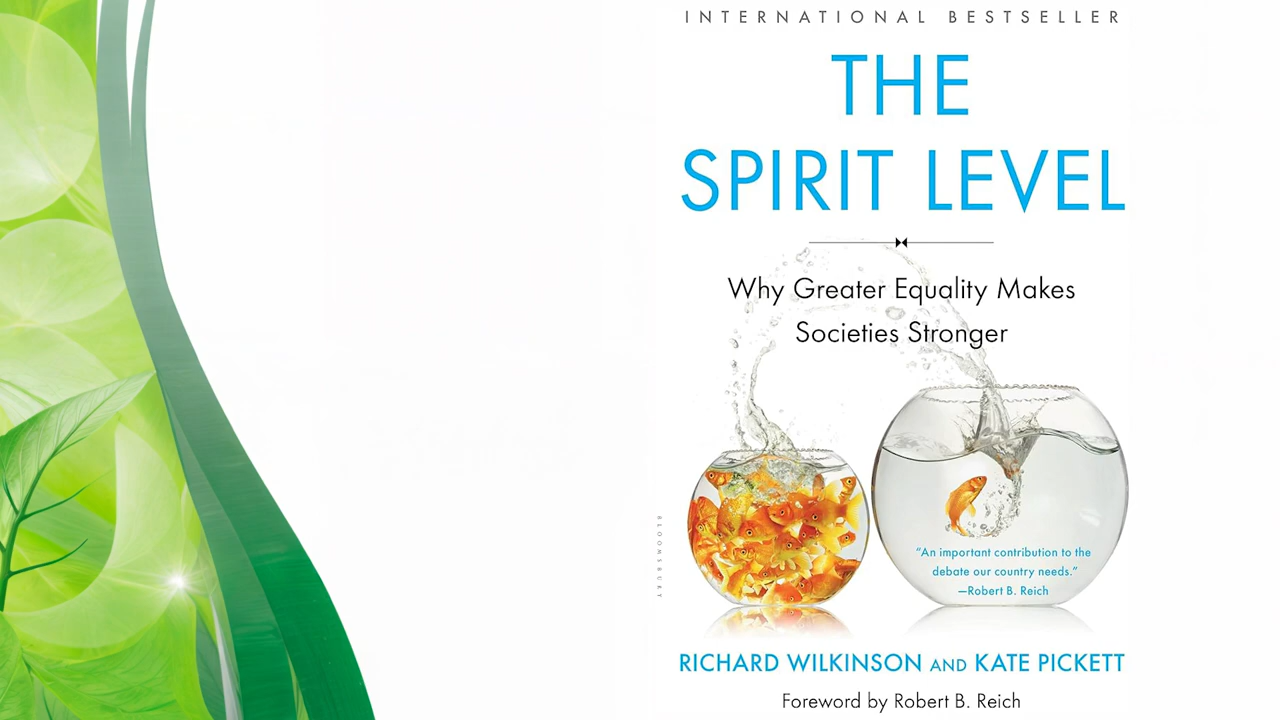 INTERNATIONAL BESTSELLER
THE
SPIRIT LEVEL
Why Greater Equality Makes
Societies Stronger
BLOOMSBURY
“An important contribution to the
debate our country needs.”
—Robert B. Reich
RICHARD WILKINSON AND KATE PICKETT
Foreword by Robert B. Reich